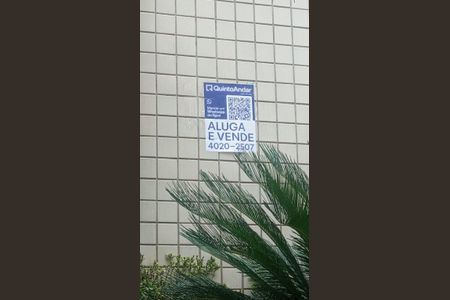 QuintoAndar
ALUGA
E VENDE
4020-2507